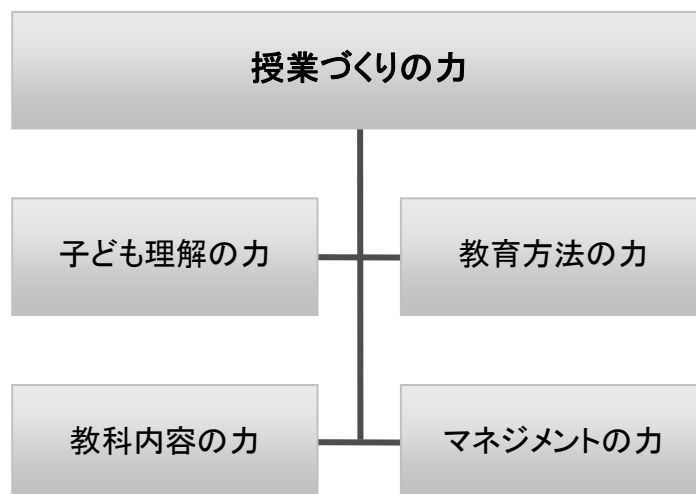 授業づくりの力
子ども理解の力
教育方法の力
教科内容の力
マネジメントの力